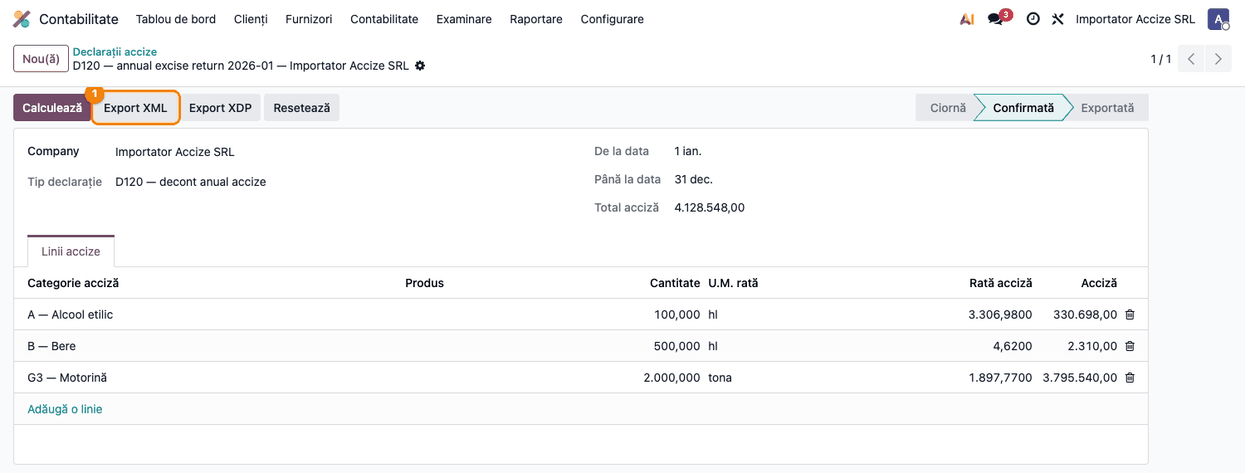 Contabilitate Tablou de bord Clienți Furnizori Contabilitate Examinare Raportare Configurare AI 3 Importator Accize SRL A
Nou(ă) Declarații accize
D120 — annual excise return 2026-01 — Importator Accize SRL 1 / 1
1
Calculează Export XML Export XDP Resetează Ciornă Confirmată Exportată
Company Importator Accize SRL De la data 1 ian.
Tip declarație D120 — decont anual accize Până la data 31 dec.
Total acciză 4.128.548,00
Linii accize
Categorie acciză Produs Cantitate U.M. rată Rată acciză Acciză
A — Alcool etilic 100,000 hl 3.306,9800 330.698,00
B — Bere 500,000 hl 4,6200 2.310,00
G3 — Motorină 2.000,000 tona 1.897,7700 3.795.540,00
Adăugă o linie